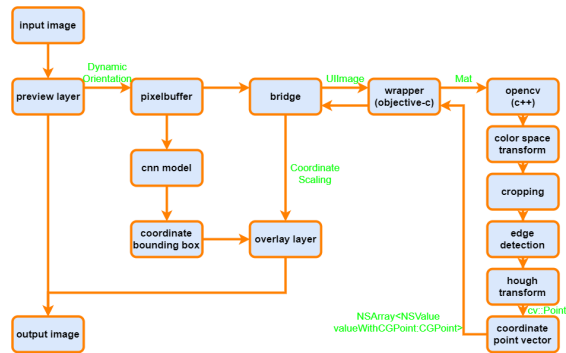 input image
Dynamic
Orientation
preview layer
pixelbuffer
bridge
UIImage
wrapper
(objective-c)
Mat
opencv
(c++)
color space
transform
cnn model
Coordinate
Scaling
cropping
coordinate
bounding box
overlay layer
edge
detection
hough
transform
cv::Point
NSArray<NSValue
valueWithCGPoint:CGPoint>
output image
coordinate
point vector